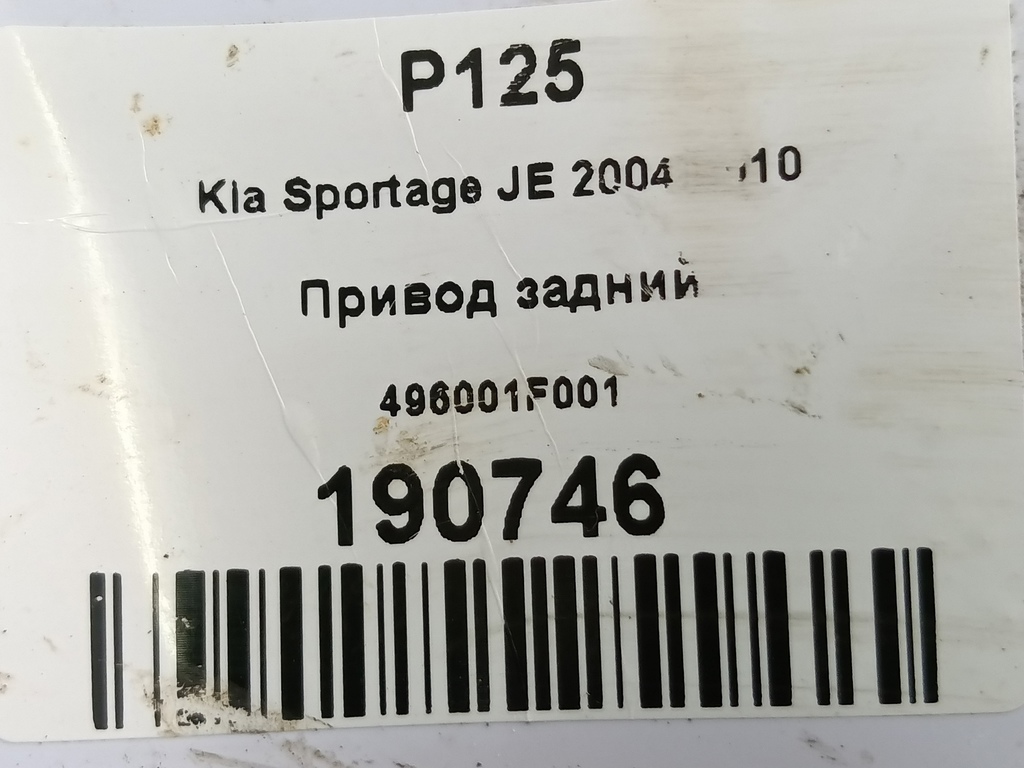 P125
Kia Sportage JE 2004
Привод задний
496001F001
190746